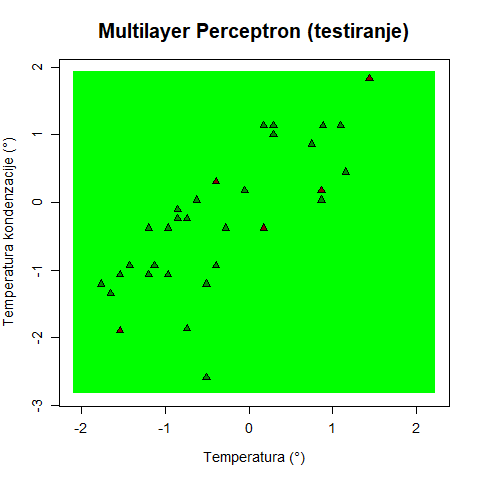 Multilayer Perceptron (testiranje)
Temperatura kondenzacije (°)
2
1
0
-1
-2
-3
-2 -1 0 1 2
Temperatura (°)